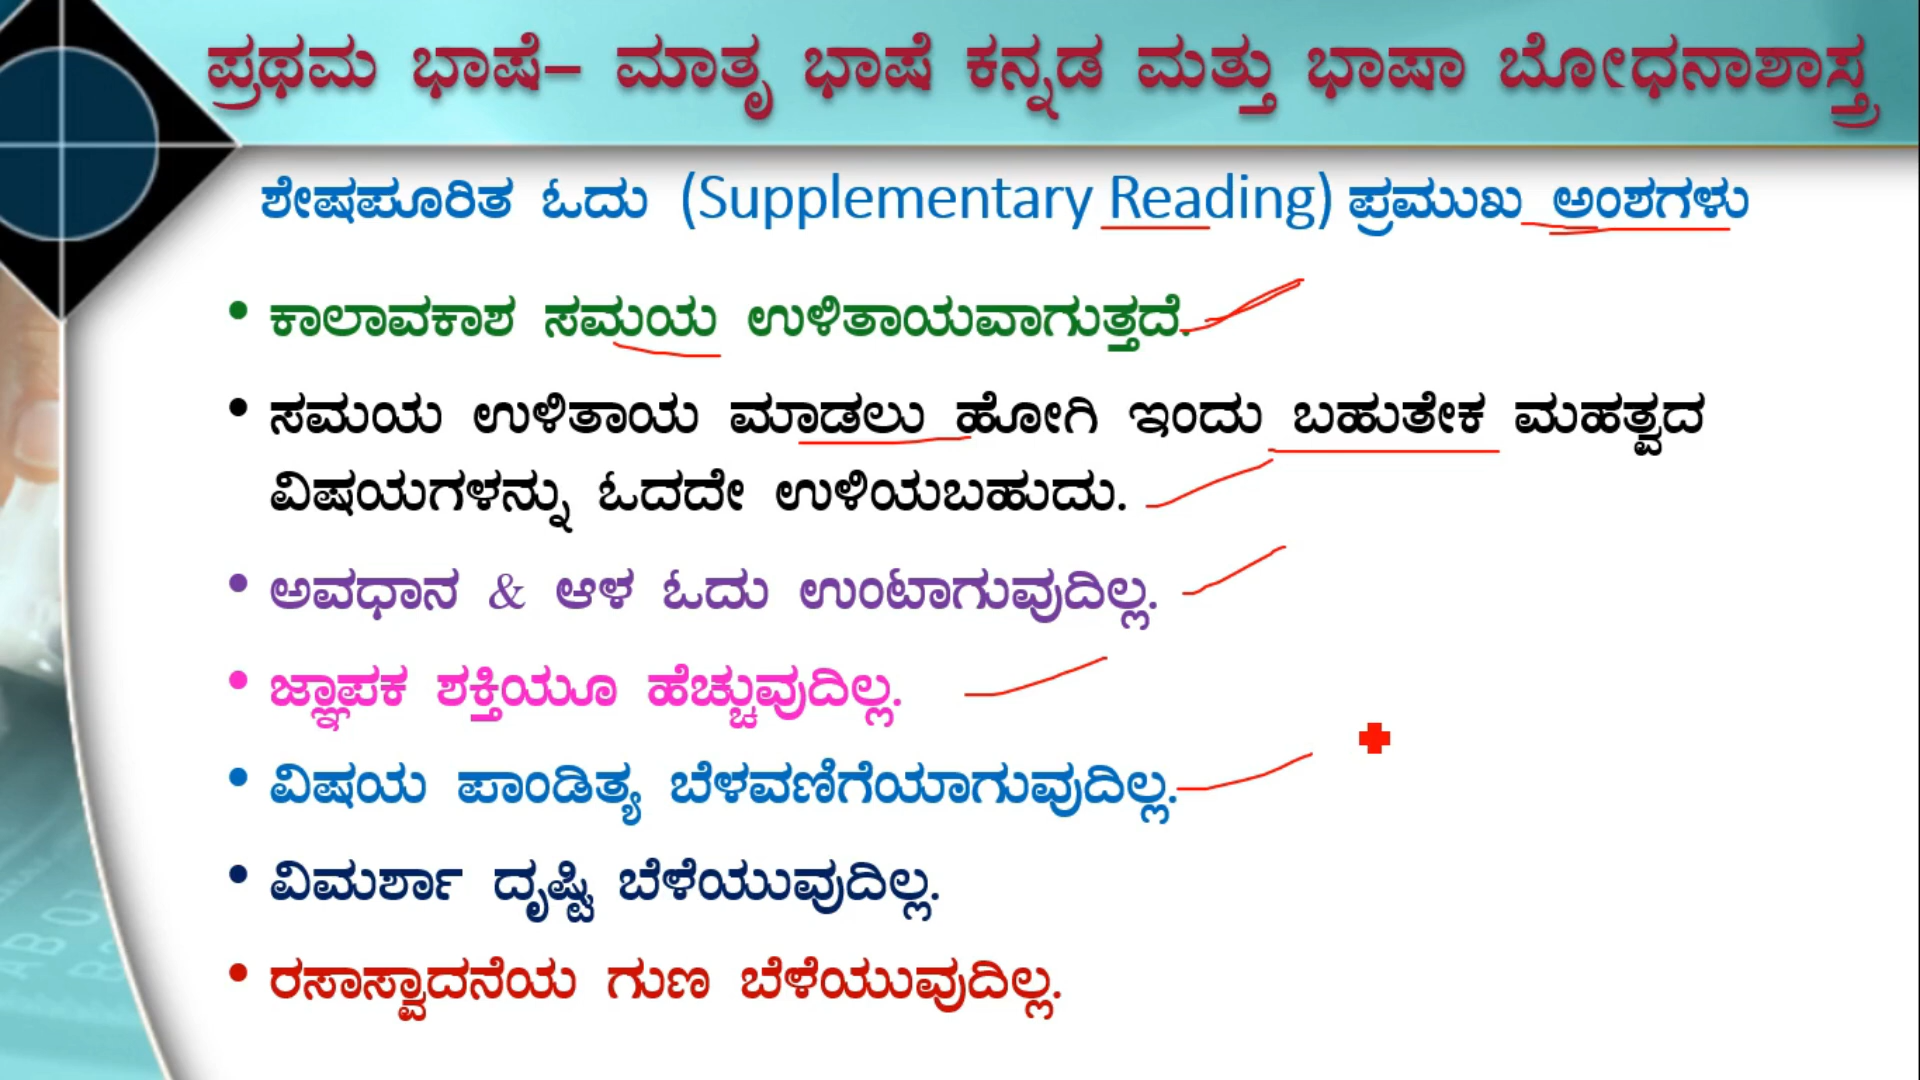 ಪ್ರಥಮ ಭಾಷೆ– ಮಾತೃ ಭಾಷೆ ಕನ್ನಡ ಮತ್ತು ಭಾಷಾ ಬೋಧನಾಶಾಸ್ತ್ರ
ಶೇಷಪೂರಿತ ಓದು (Supplementary Reading) ಪ್ರಮುಖ ಅಂಶಗಳು
• ಕಾಲಾವಕಾಶ ಸಮಯ ಉಳಿತಾಯವಾಗುತ್ತದೆ.
• ಸಮಯ ಉಳಿತಾಯ ಮಾಡಲು ಹೋಗಿ ಇಂದು ಬಹುತೇಕ ಮಹತ್ವದ
ವಿಷಯಗಳನ್ನು ಓದದೇ ಉಳಿಯಬಹುದು.
• ಅವಧಾನ & ಆಳ ಓದು ಉಂಟಾಗುವುದಿಲ್ಲ.
• ಜ್ಞಾಪಕ ಶಕ್ತಿಯೂ ಹೆಚ್ಚುವುದಿಲ್ಲ.
• ವಿಷಯ ಪಾಂಡಿತ್ಯ ಬೆಳವಣಿಗೆಯಾಗುವುದಿಲ್ಲ.
• ವಿಮರ್ಶಾ ದೃಷ್ಟಿ ಬೆಳೆಯುವುದಿಲ್ಲ.
• ರಸಾಸ್ವಾದನೆಯ ಗುಣ ಬೆಳೆಯುವುದಿಲ್ಲ.